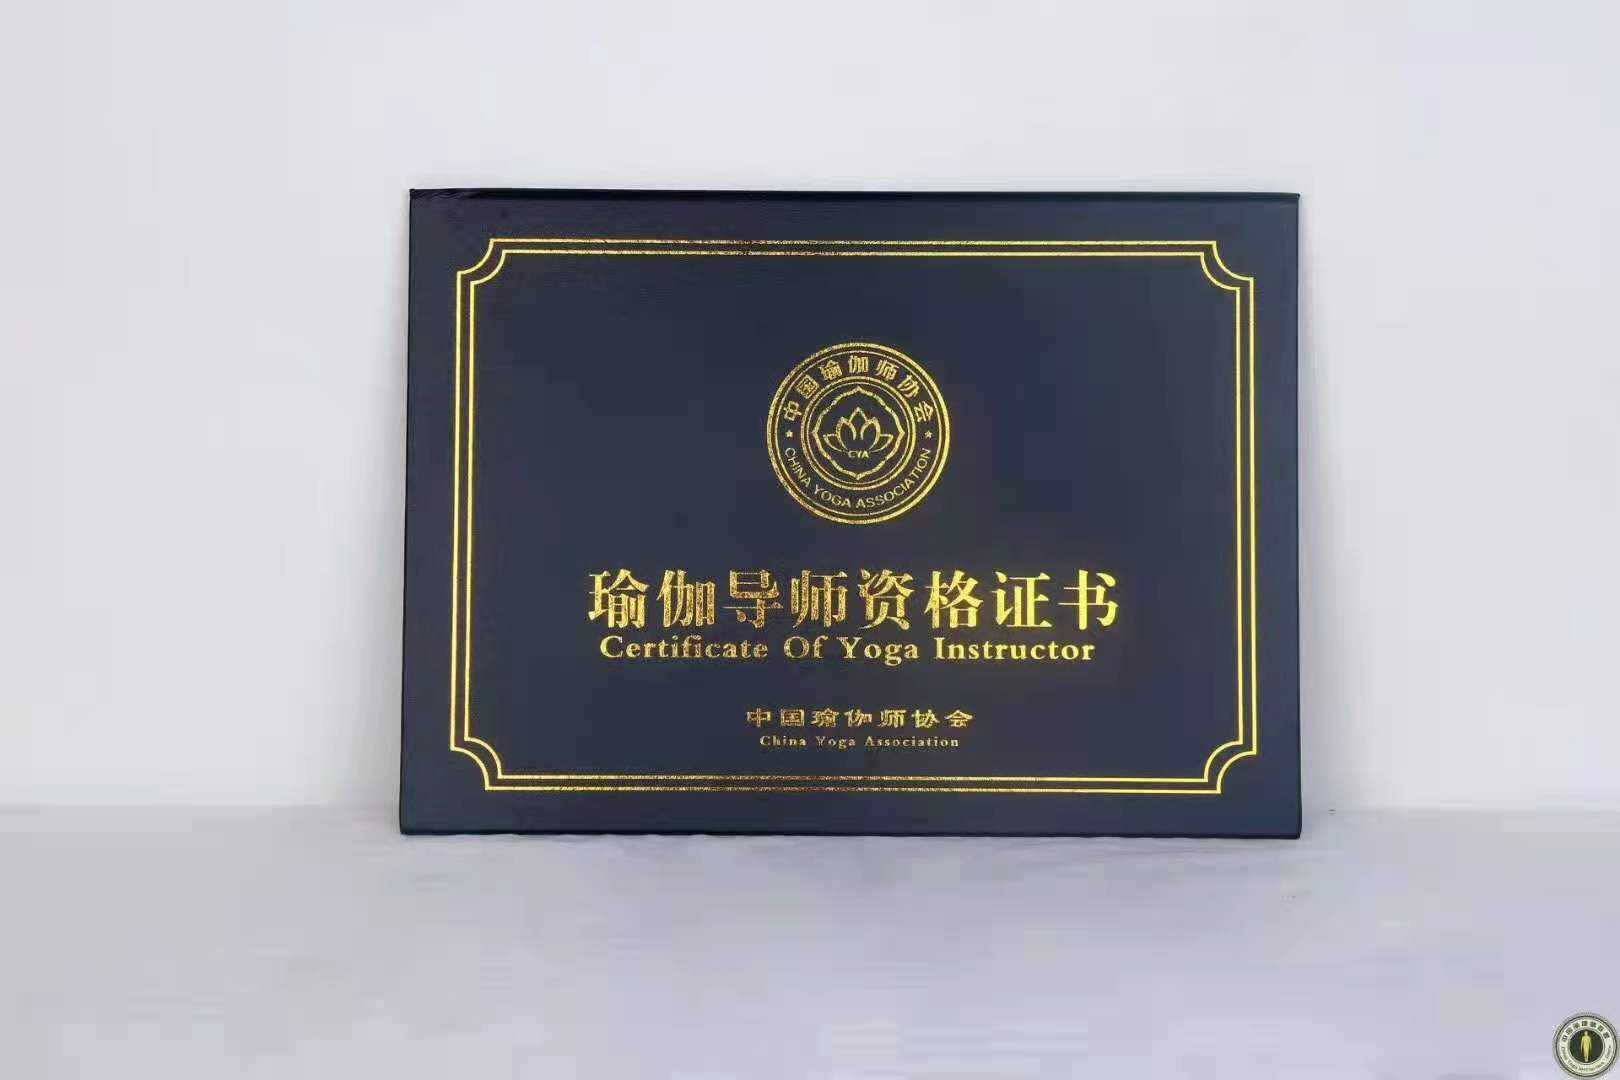 中国瑜伽师协会
CYA
CHINA YOGA ASSOCIATION
瑜伽导师资格证书
Certificate Of Yoga Instructor
中国瑜伽师协会
China Yoga Association